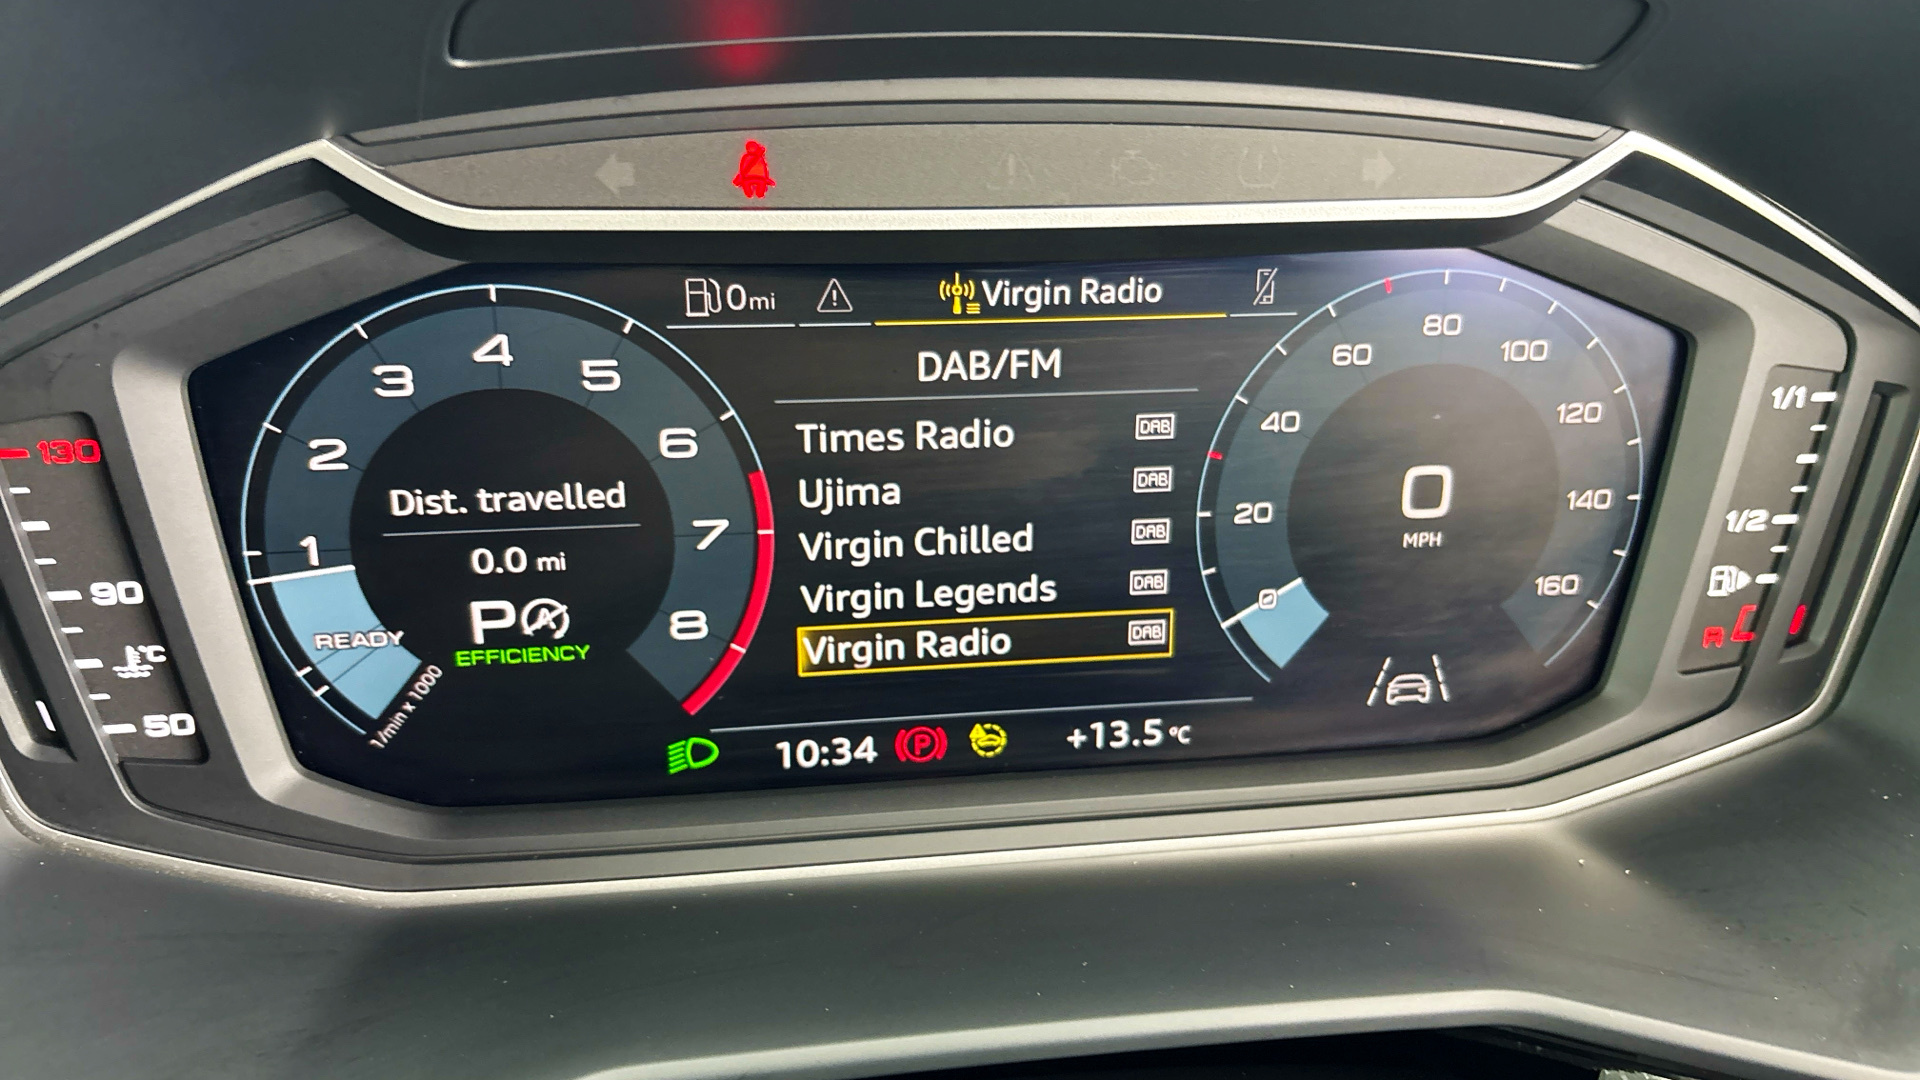 0 mi
Virgin Radio
DAB/FM
Times Radio DAB
Ujima DAB
Virgin Chilled DAB
Virgin Legends DAB
Virgin Radio DAB
1 2 3 4 5 6 7 8
Dist. travelled
0.0 mi
P A
EFFICIENCY
READY
1/min x 1000
0 20 40 60 80 100 120 140 160
0
MPH
10:34
P
+13.5 °C
130
90
°C
50
1/1
1/2
R